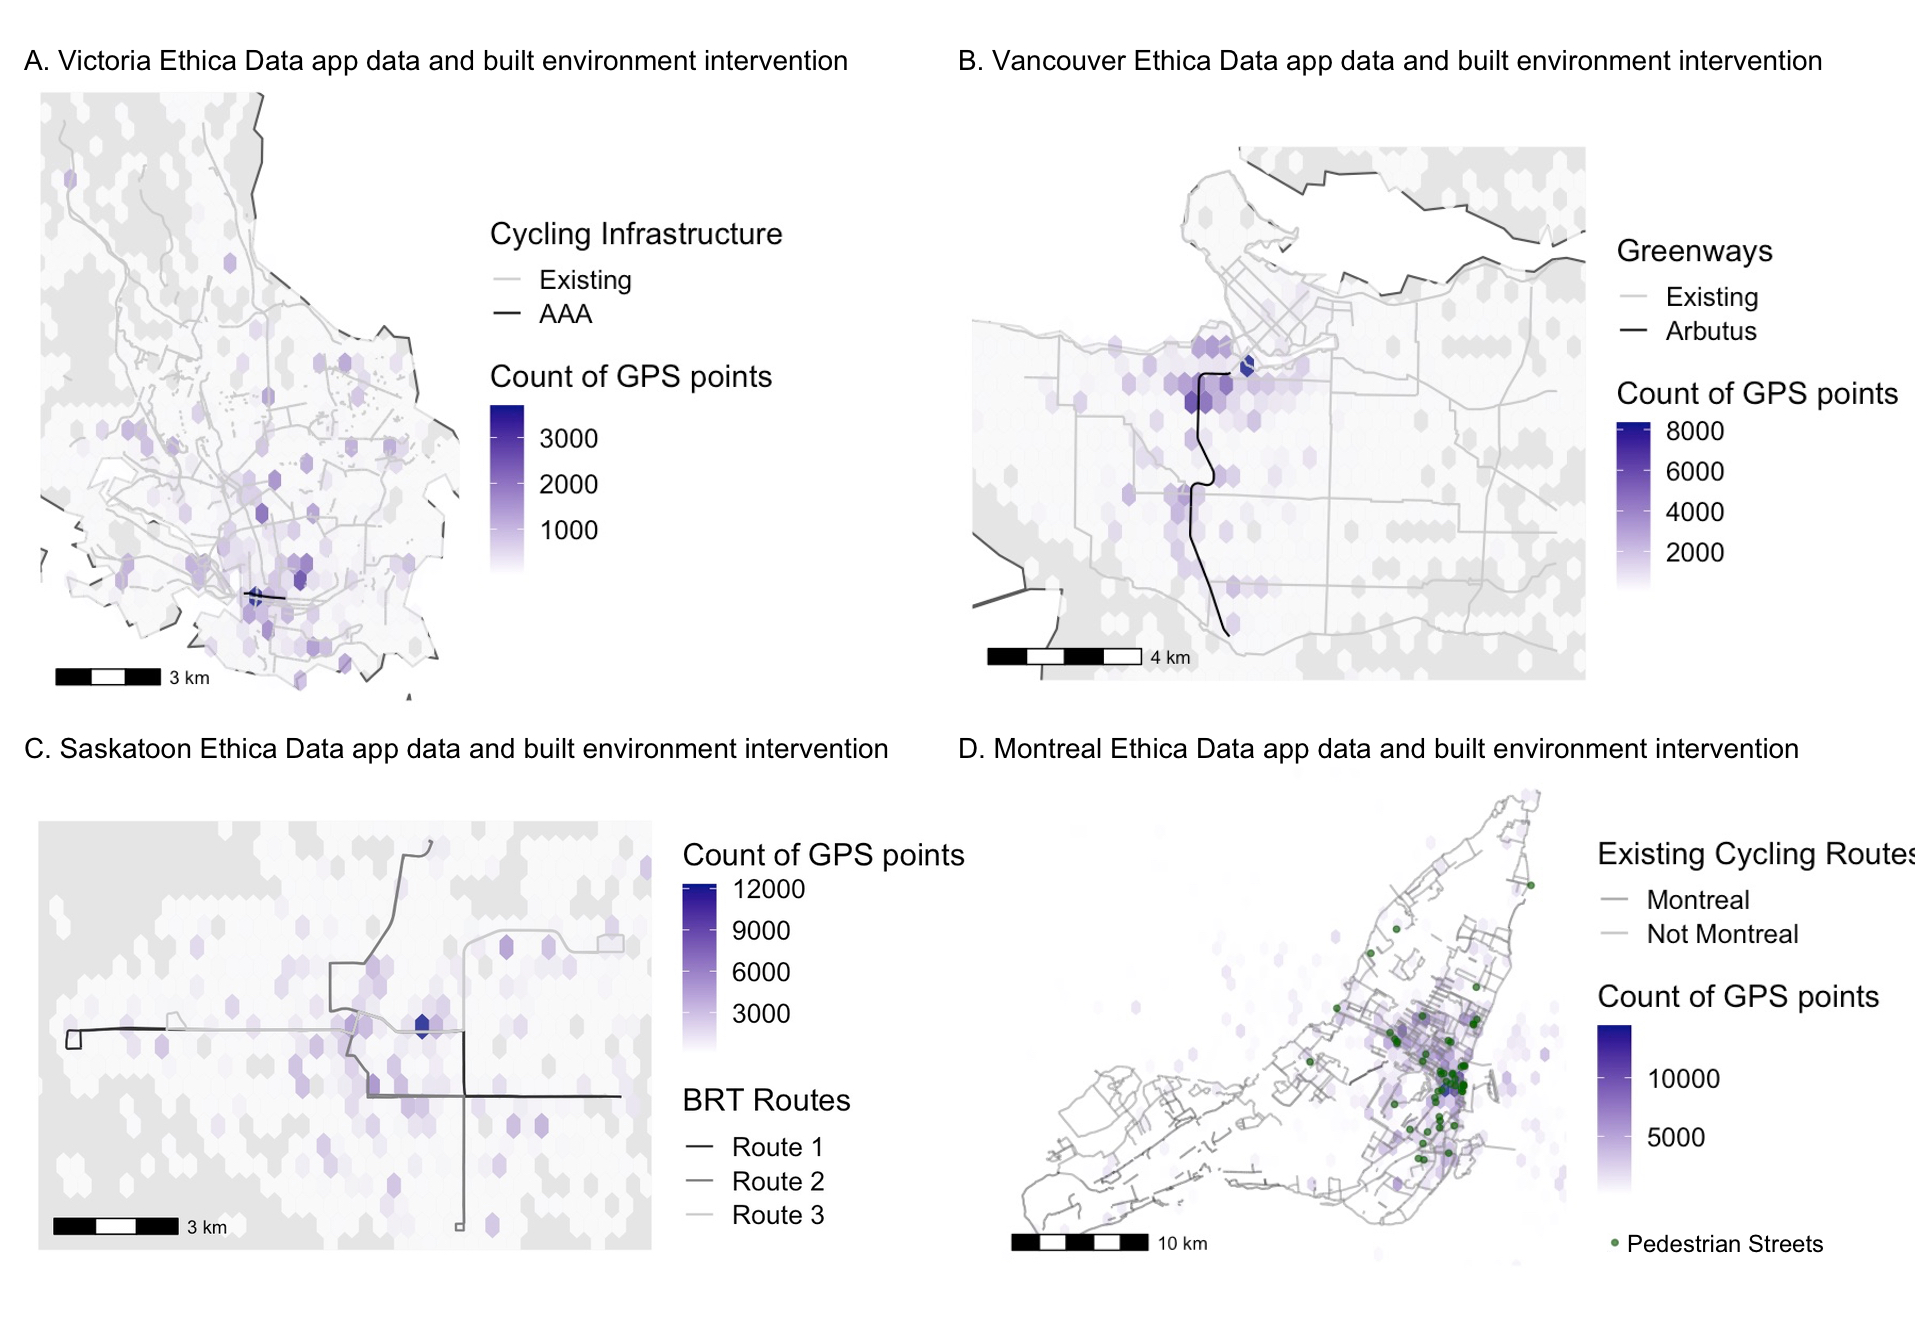 A. Victoria Ethica Data app data and built environment intervention
Cycling Infrastructure
Existing
AAA
Count of GPS points
3000
2000
1000
3 km
B. Vancouver Ethica Data app data and built environment intervention
Greenways
Existing
Arbutus
Count of GPS points
8000
6000
4000
2000
4 km
C. Saskatoon Ethica Data app data and built environment intervention
Count of GPS points
12000
9000
6000
3000
BRT Routes
Route 1
Route 2
Route 3
3 km
D. Montreal Ethica Data app data and built environment intervention
Existing Cycling Routes
Montreal
Not Montreal
Count of GPS points
10000
5000
Pedestrian Streets
10 km